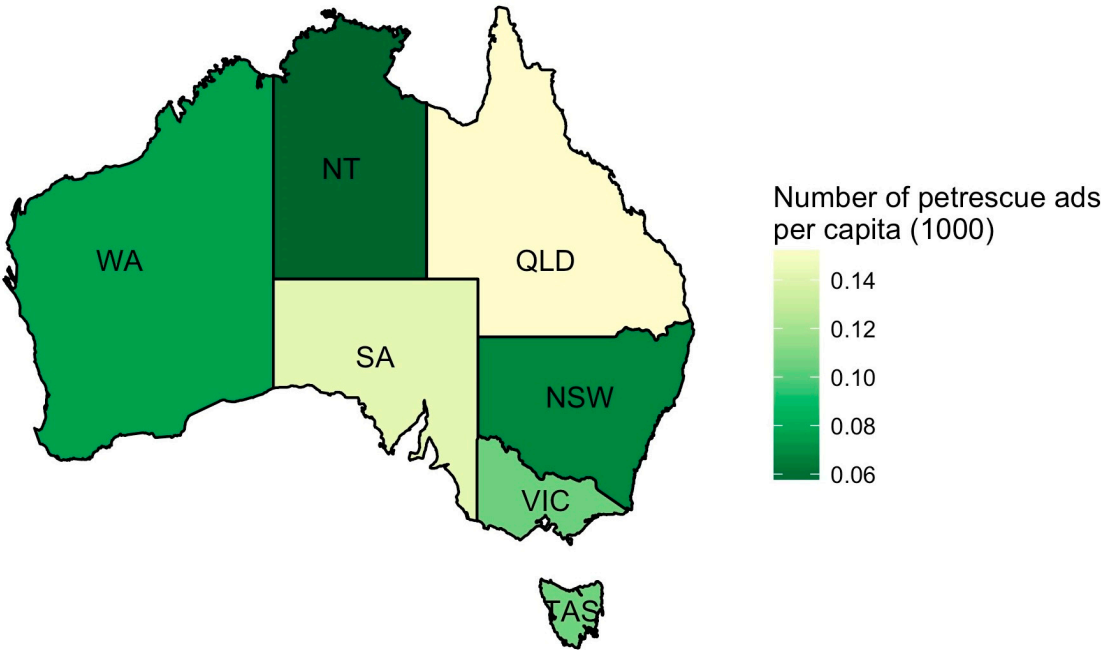 NT
WA
QLD
SA
NSW
VIC
TAS
Number of petrescue ads
per capita (1000)
0.14
0.12
0.10
0.08
0.06